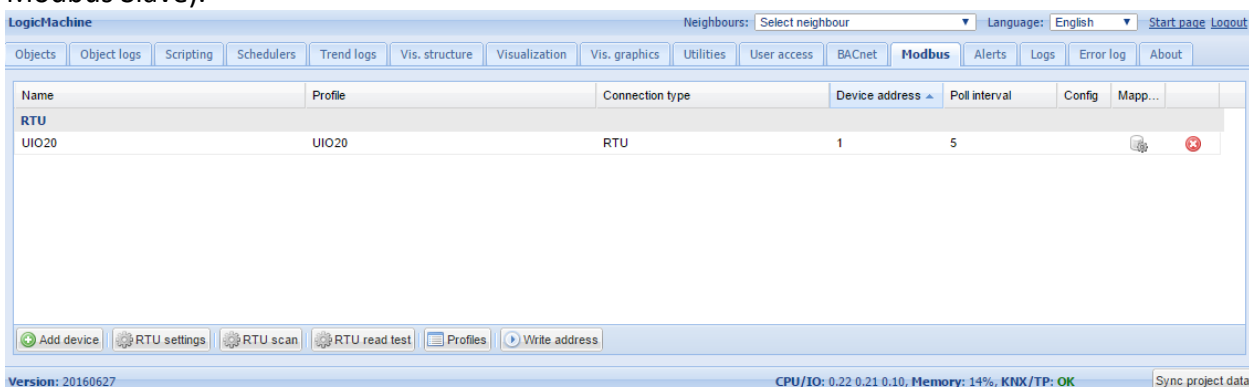 Modbus Slave).
LogicMachine Neighbours: Select neighbour Language: English Start page Logout
Objects Object logs Scripting Schedulers Trend logs Vis. structure Visualization Vis. graphics Utilities User access BACnet Modbus Alerts Logs Error log About
Name Profile Connection type Device address Poll interval Config Mapp...
RTU
UIO20 UIO20 RTU 1 5
Add device RTU settings RTU scan RTU read test Profiles Write address
Version: 20160627 CPU/IO: 0.22 0.21 0.10, Memory: 14%, KNX/TP: OK Sync project data